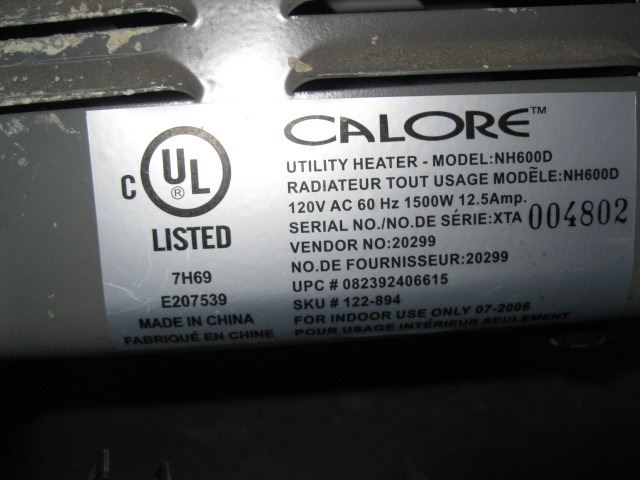 C UL ®
LISTED
7H69
E207539
MADE IN CHINA
FABRIQUÉ EN CHINE
CALORE™
UTILITY HEATER - MODEL:NH600D
RADIATEUR TOUT USAGE MODÈLE:NH600D
120V AC 60 Hz 1500W 12.5Amp.
SERIAL NO./NO.DE SÉRIE:XTA 004802
VENDOR NO:20299
NO.DE FOURNISSEUR:20299
UPC # 082392406615
SKU # 122-894
FOR INDOOR USE ONLY 07-2006
POUR USAGE INTÉRIEUR SEULEMENT